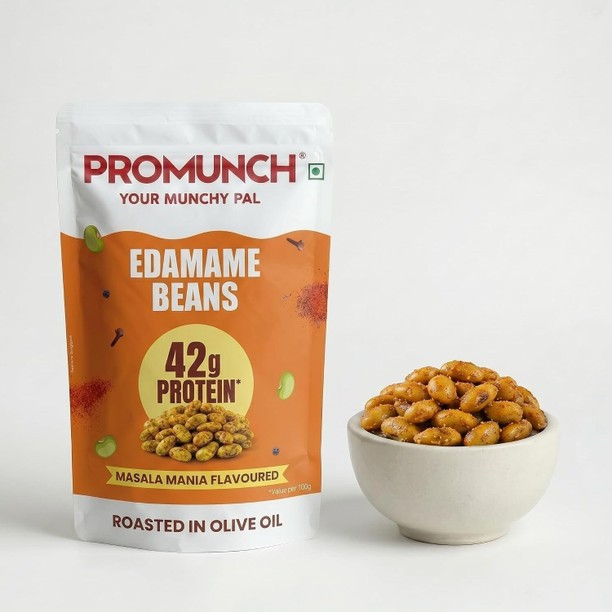 PROMUNCH®
YOUR MUNCHY PAL
EDAMAME
BEANS
42g
PROTEIN*
MASALA MANIA FLAVOURED
*Value per 100g
ROASTED IN OLIVE OIL